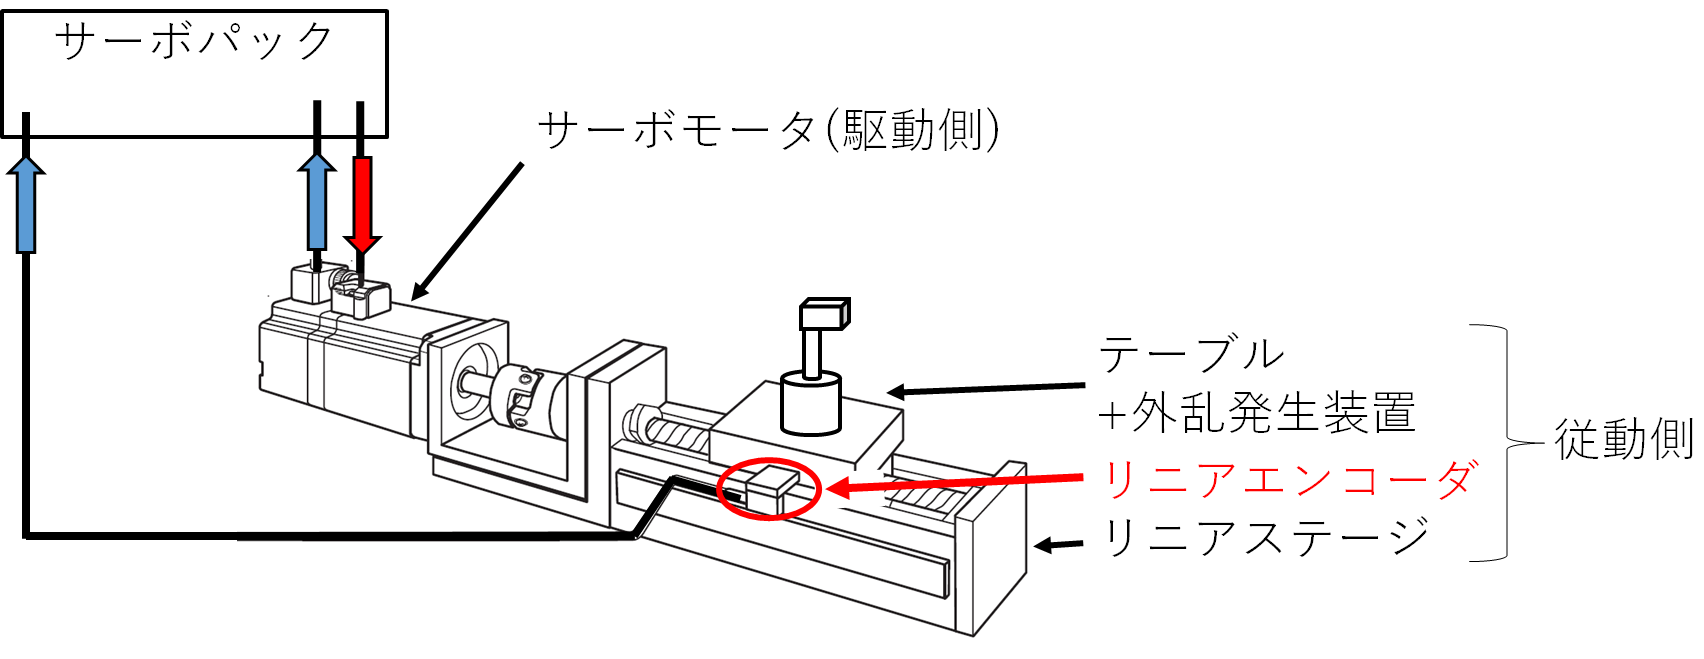 サーボパック
サーボモータ(駆動側)
テーブル
+外乱発生装置
従動側
リニアエンコーダ
リニアステージ